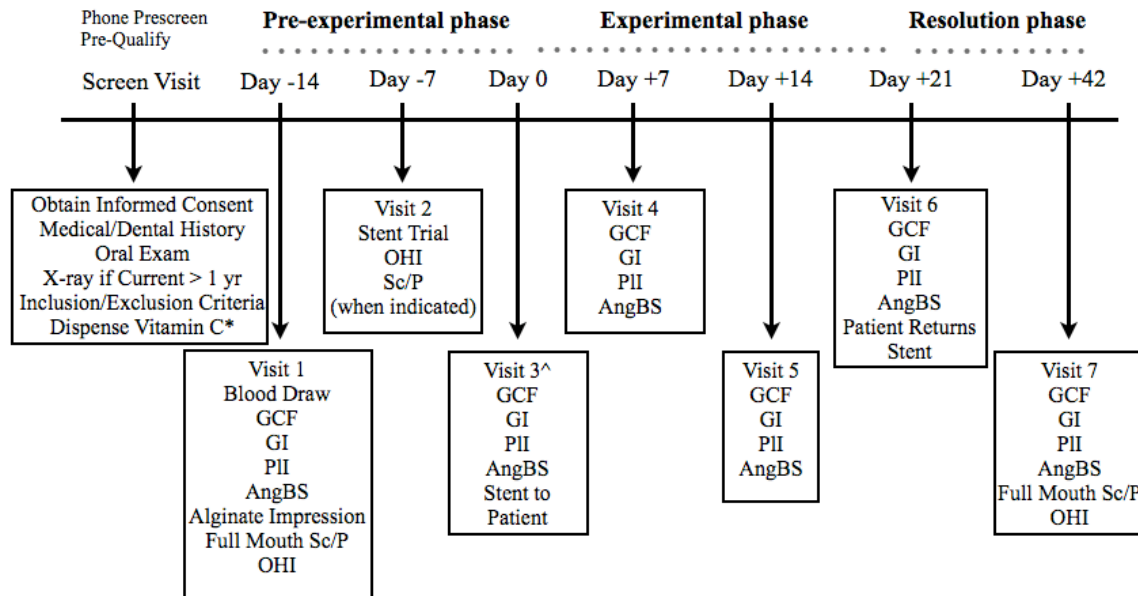 Phone Prescreen
Pre-Qualify
Pre-experimental phase
Experimental phase
Resolution phase
Screen Visit
Day -14
Day -7
Day 0
Day +7
Day +14
Day +21
Day +42
Obtain Informed Consent
Medical/Dental History
Oral Exam
X-ray if Current > 1 yr
Inclusion/Exclusion Criteria
Dispense Vitamin C*
Visit 1
Blood Draw
GCF
GI
PlI
AngBS
Alginate Impression
Full Mouth Sc/P
OHI
Visit 2
Stent Trial
OHI
Sc/P
(when indicated)
Visit 3^
GCF
GI
PlI
AngBS
Stent to
Patient
Visit 4
GCF
GI
PlI
AngBS
Visit 5
GCF
GI
PlI
AngBS
Visit 6
GCF
GI
PlI
AngBS
Patient Returns
Stent
Visit 7
GCF
GI
PlI
AngBS
Full Mouth Sc/P
OHI